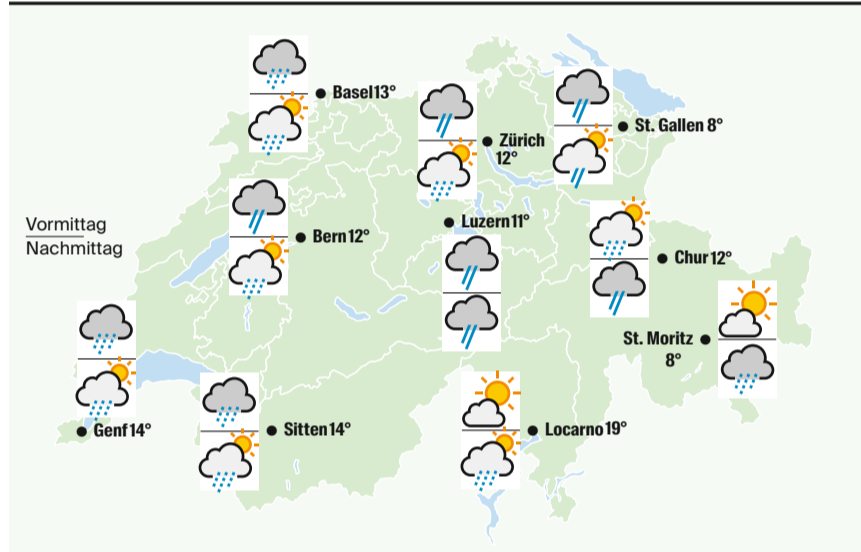 Basel 13°
Zürich
12°
St. Gallen 8°
Vormittag
Nachmittag
Bern 12°
Luzern 11°
Chur 12°
St. Moritz
8°
Genf 14°
Sitten 14°
Locarno 19°